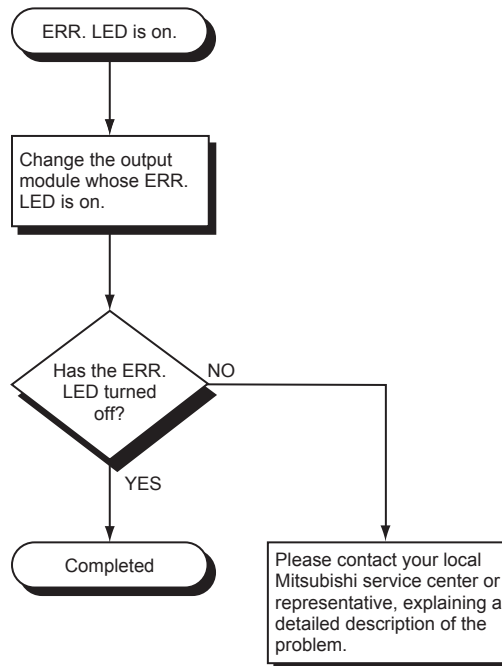 ERR. LED is on.
Change the output
module whose ERR.
LED is on.
Has the ERR.
LED turned
off?
NO
YES
Completed
Please contact your local
Mitsubishi service center or
representative, explaining a
detailed description of the
problem.